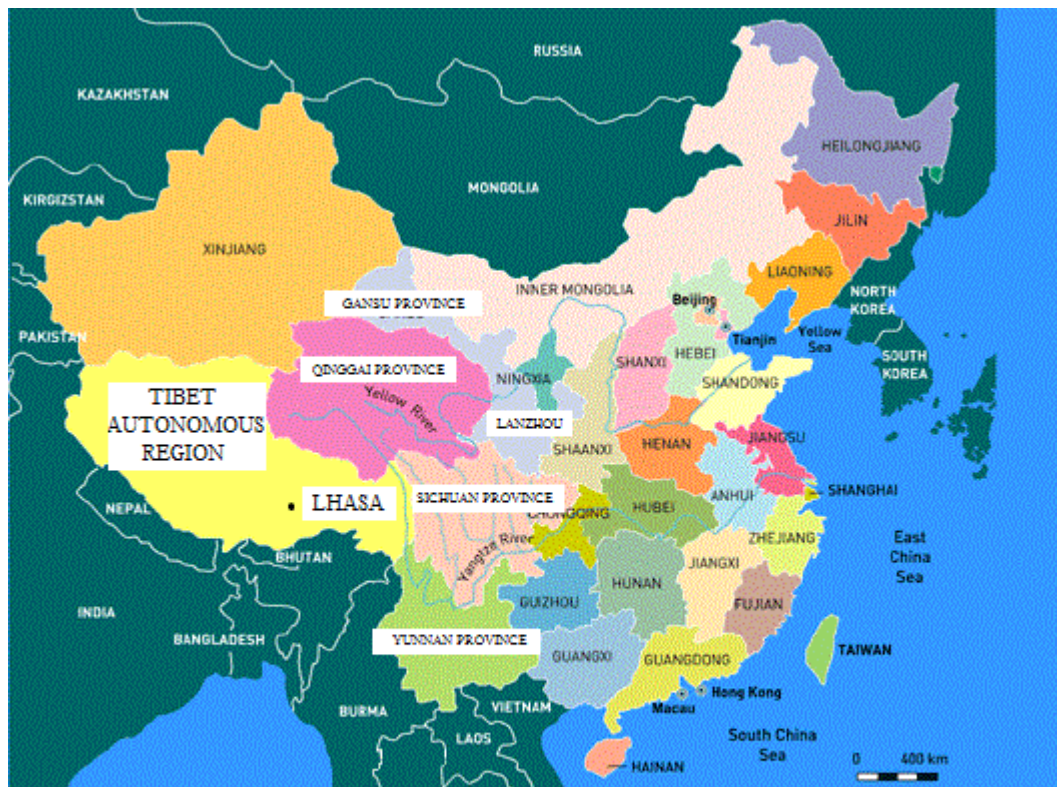 RUSSIA
KAZAKHSTAN
HEILONGJIANG
MONGOLIA
KIRGIZSTAN
JILIN
XINJIANG
LIAONING
INNER MONGOLIA
NORTH
KOREA
GANSU PROVINCE
Beijing
Tianjin
Yellow
Sea
PAKISTAN
SHANXI
HEBEI
SOUTH
KOREA
QINGGAI PROVINCE
NINGXIA
SHANDONG
TIBET
AUTONOMOUS
REGION
Yellow River
LANZHOU
SHAANXI
HENAN
JIANGSU
LHASA
SICHUAN PROVINCE
CHONGQING
HUBEI
ANHUI
SHANGHAI
NEPAL
BHUTAN
Yangtze River
ZHEJIANG
East
China
Sea
JIANGXI
HUNAN
GUIZHOU
FUJIAN
INDIA
BANGLADESH
YUNNAN PROVINCE
GUANGXI
GUANGDONG
TAIWAN
Hong Kong
Macau
BURMA
VIETNAM
LAOS
South China
Sea
HAINAN
0 400 km